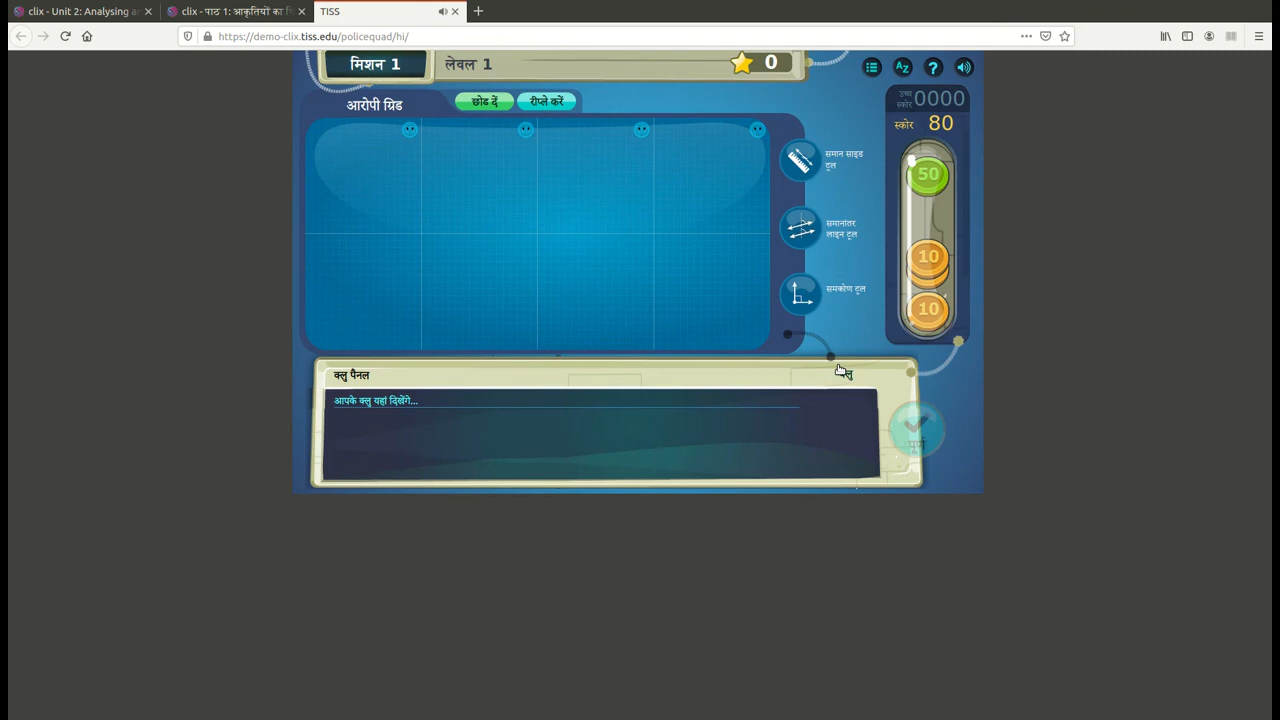 clix - Unit 2: Analysing a
clix - पाठ 1: आकृतियों का
TISS
https://demo-clix.tiss.edu/policequad/hi/
मिशन 1
लेवल 1
0
आरोपी ग्रिड
छोड दें
रीप्ले करें
उच्च स्कोर 0000
स्कोर 80
50
10
10
समान साइड
टूल
समानांतर
लाइन टूल
समकोण टूल
क्लु पैनल
आपके क्लु यहां दिखेंगे...
पूर्ण